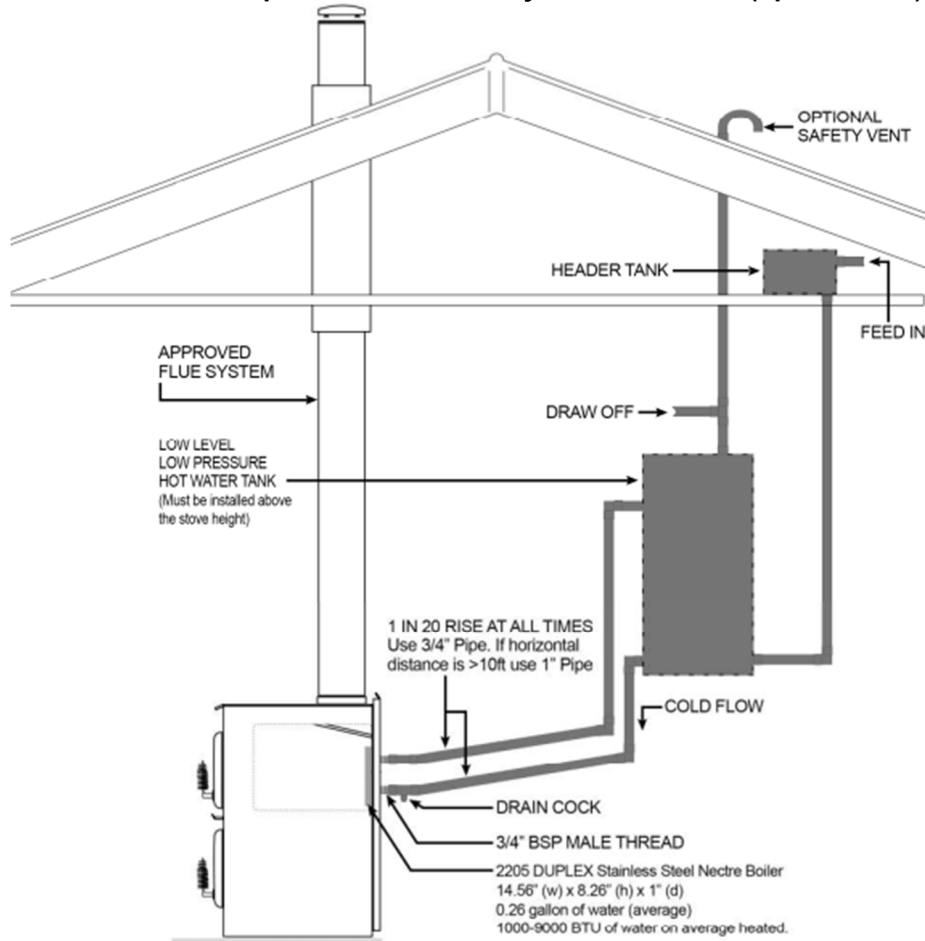 OPTIONAL
SAFETY VENT
HEADER TANK
FEED IN
APPROVED
FLUE SYSTEM
DRAW OFF
LOW LEVEL
LOW PRESSURE
HOT WATER TANK
(Must be installed above
the stove height)
1 IN 20 RISE AT ALL TIMES
Use 3/4" Pipe. If horizontal
distance is >10ft use 1" Pipe
COLD FLOW
DRAIN COCK
3/4" BSP MALE THREAD
2205 DUPLEX Stainless Steel Nectre Boiler
14.56" (w) x 8.26" (h) x 1" (d)
0.26 gallon of water (average)
1000-9000 BTU of water on average heated.